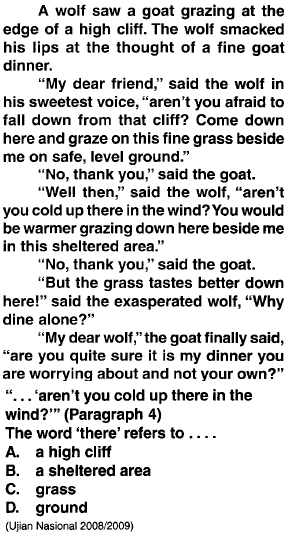 A wolf saw a goat grazing at the
edge of a high cliff. The wolf smacked
his lips at the thought of a fine goat
dinner.
“My dear friend,” said the wolf in
his sweetest voice, “aren’t you afraid to
fall down from that cliff? Come down
here and graze on this fine grass beside
me on safe, level ground.”
“No, thank you,” said the goat.
“Well then,” said the wolf, “aren’t
you cold up there in the wind? You would
be warmer grazing down here beside me
in this sheltered area.”
“No, thank you,” said the goat.
“But the grass tastes better down
here!” said the exasperated wolf, “Why
dine alone?”
“My dear wolf,” the goat finally said,
“are you quite sure it is my dinner you
are worrying about and not your own?”
“. . . ‘aren’t you cold up there in the
wind?’” (Paragraph 4)
The word ‘there’ refers to . . . .
A. a high cliff
B. a sheltered area
C. grass
D. ground
(Ujian Nasional 2008/2009)